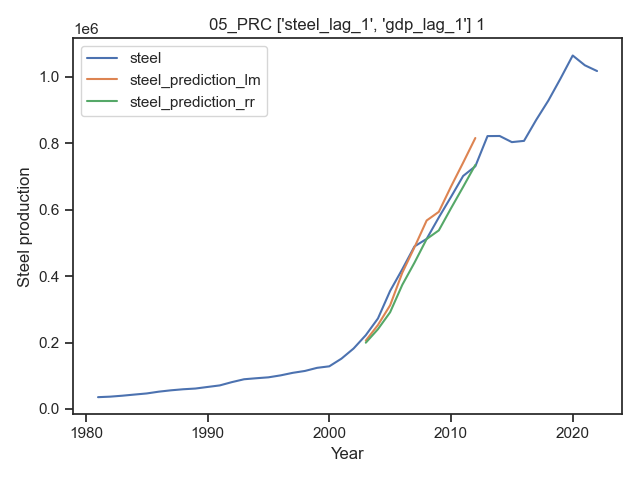 05_PRC ['steel_lag_1', 'gdp_lag_1'] 1
1e6
steel
steel_prediction_lm
steel_prediction_rr
1.0
0.8
0.6
0.4
0.2
0.0
Steel production
1980
1990
2000
2010
2020
Year